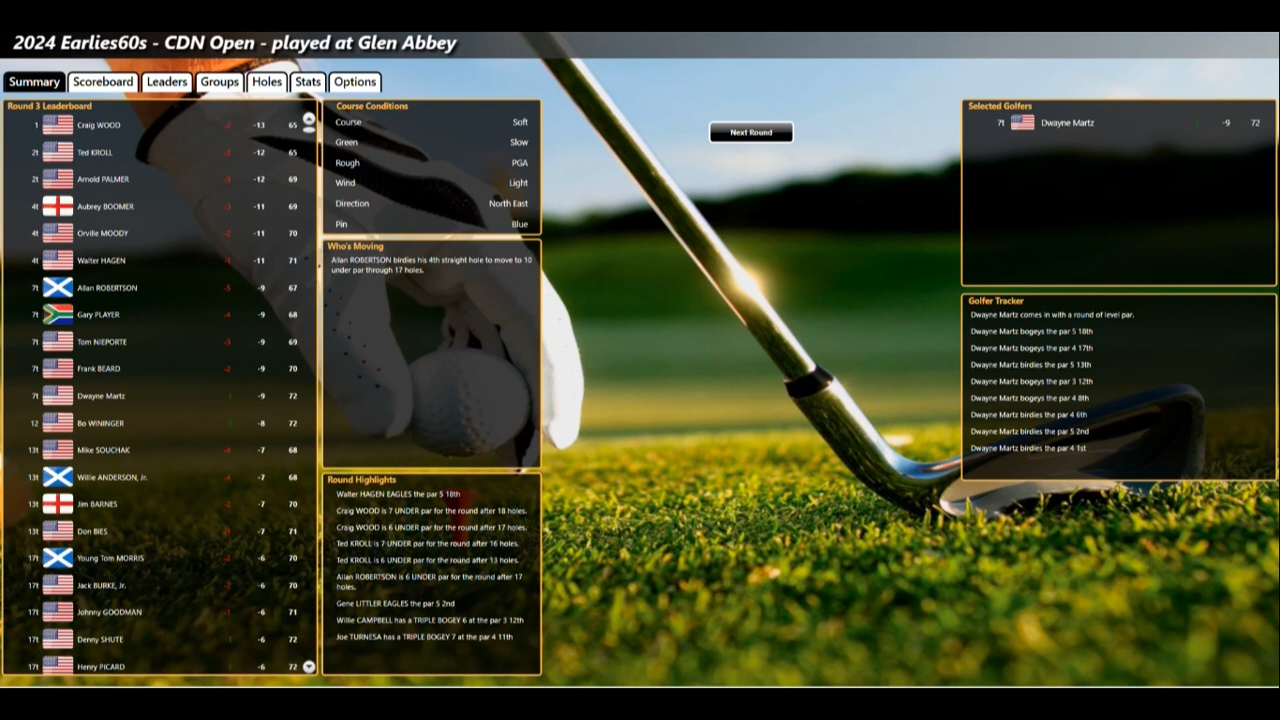 2024 Earlies60s - CDN Open - played at Glen Abbey
Summary Scoreboard Leaders Groups Holes Stats Options
Round 3 Leaderboard
1 Craig WOOD -7 -13 65
2t Ted KROLL -7 -12 65
2t Arnold PALMER -3 -12 69
4t Aubrey BOOMER -3 -11 69
4t Orville MOODY -2 -11 70
4t Walter HAGEN -1 -11 71
7t Allan ROBERTSON -5 -9 67
7t Gary PLAYER -4 -9 68
7t Tom NIEPORTE -3 -9 69
7t Frank BEARD -2 -9 70
7t Dwayne Martz -9 72
12 Bo WININGER -8 72
13t Mike SOUCHAK -4 -7 68
13t Willie ANDERSON, Jr. -4 -7 68
13t Jim BARNES -2 -7 70
13t Don BIES -1 -7 71
17t Young Tom MORRIS -2 -6 70
17t Jack BURKE, Jr. -2 -6 70
17t Johnny GOODMAN -1 -6 71
17t Denny SHUTE -6 72
17t Henry PICARD -6 72
Course Conditions
Course Soft
Green Slow
Rough PGA
Wind Light
Direction North East
Pin Blue
Who's Moving
Allan ROBERTSON birdies his 4th straight hole to move to 10
under par through 17 holes.
Round Highlights
Walter HAGEN EAGLES the par 5 18th
Craig WOOD is 7 UNDER par for the round after 18 holes.
Craig WOOD is 6 UNDER par for the round after 17 holes.
Ted KROLL is 7 UNDER par for the round after 16 holes.
Ted KROLL is 6 UNDER par for the round after 13 holes.
Allan ROBERTSON is 6 UNDER par for the round after 17
holes.
Gene LITTLER EAGLES the par 5 2nd
Willie CAMPBELL has a TRIPLE BOGEY 6 at the par 3 12th
Joe TURNESA has a TRIPLE BOGEY 7 at the par 4 11th
Next Round
Selected Golfers
7t Dwayne Martz -9 72
Golfer Tracker
Dwayne Martz comes in with a round of level par.
Dwayne Martz bogeys the par 5 18th
Dwayne Martz bogeys the par 4 17th
Dwayne Martz birdies the par 5 13th
Dwayne Martz bogeys the par 3 12th
Dwayne Martz bogeys the par 4 8th
Dwayne Martz birdies the par 4 6th
Dwayne Martz birdies the par 5 2nd
Dwayne Martz birdies the par 4 1st